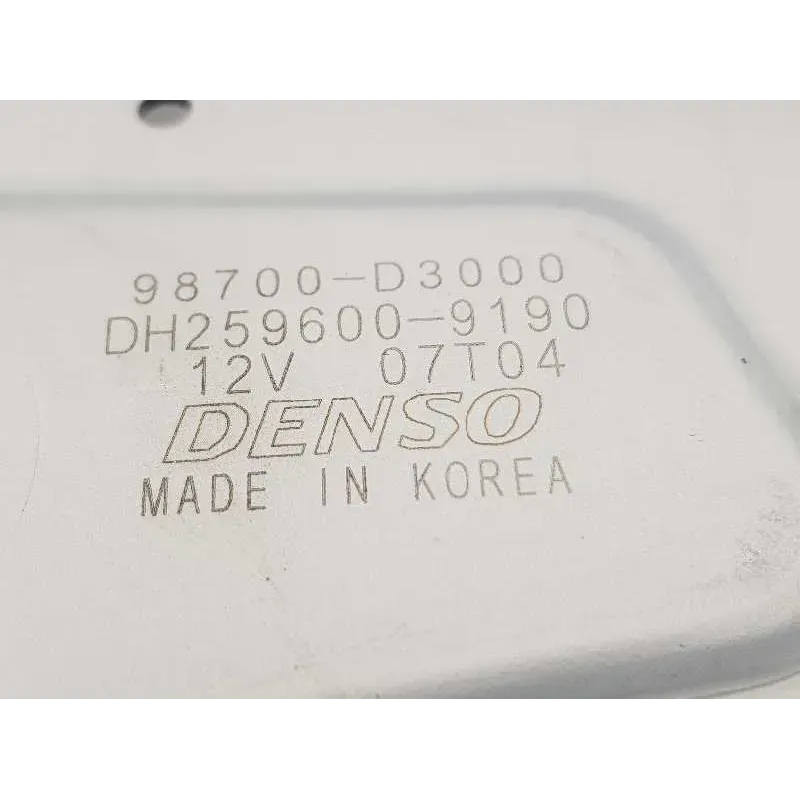 98700-D3000
DH259600-9190
12V 07T04
DENSO
MADE IN KOREA